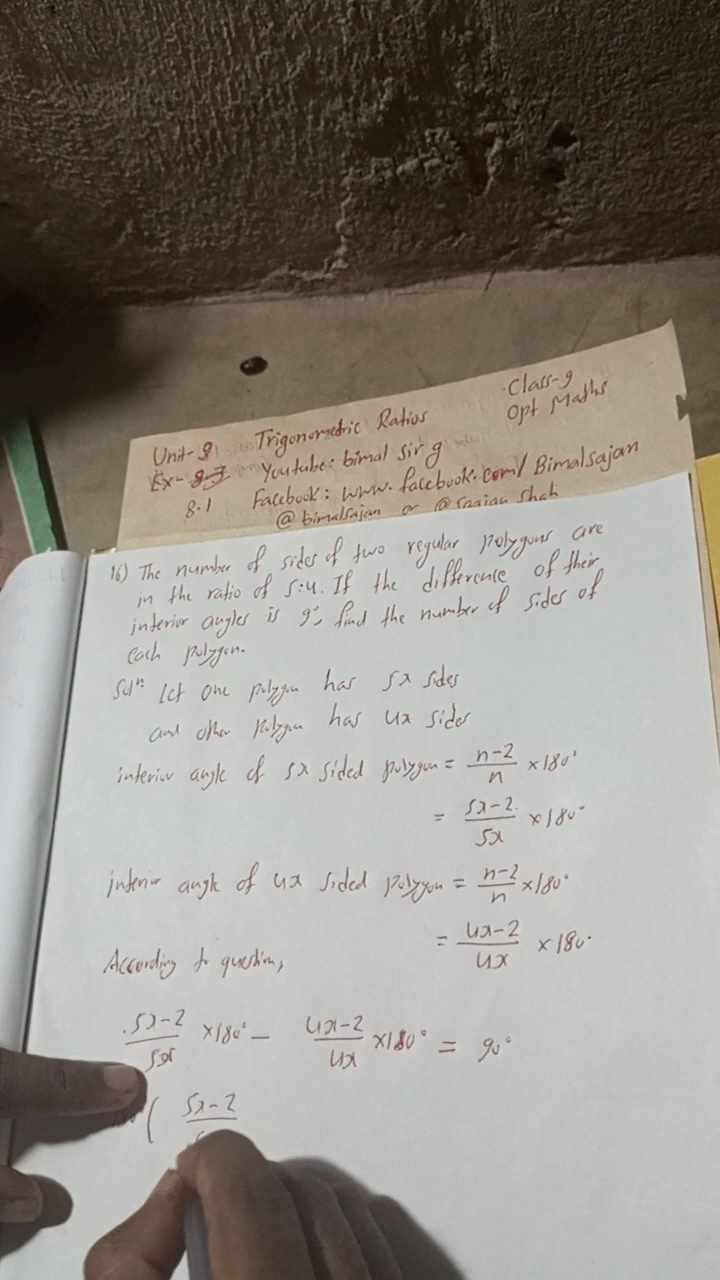 Unit-8 Trigonometric Ratios
Class-9
Opt Maths
Ex- 8.1
Youtube: bimal sir g
Facebook: www.facebook.com/Bimalsajan
@bimalsajan or @sajan shah
16) The number of sides of two regular polygons are
in the ratio of 5:4. If the difference of their
interior angles is 9°, find the number of sides of
each polygon.
Solⁿ let one polygon has 5x sides
and other polygon has 4x sides
interior angle of 5x sided polygon = n-2/n ×180°
= 5x-2/5x ×180°
interior angle of 4x sided polygon = n-2/n ×180°
= 4x-2/4x ×180°
According to question,
5x-2/5x ×180° - 4x-2/4x ×180° = 90°
( 5x-2